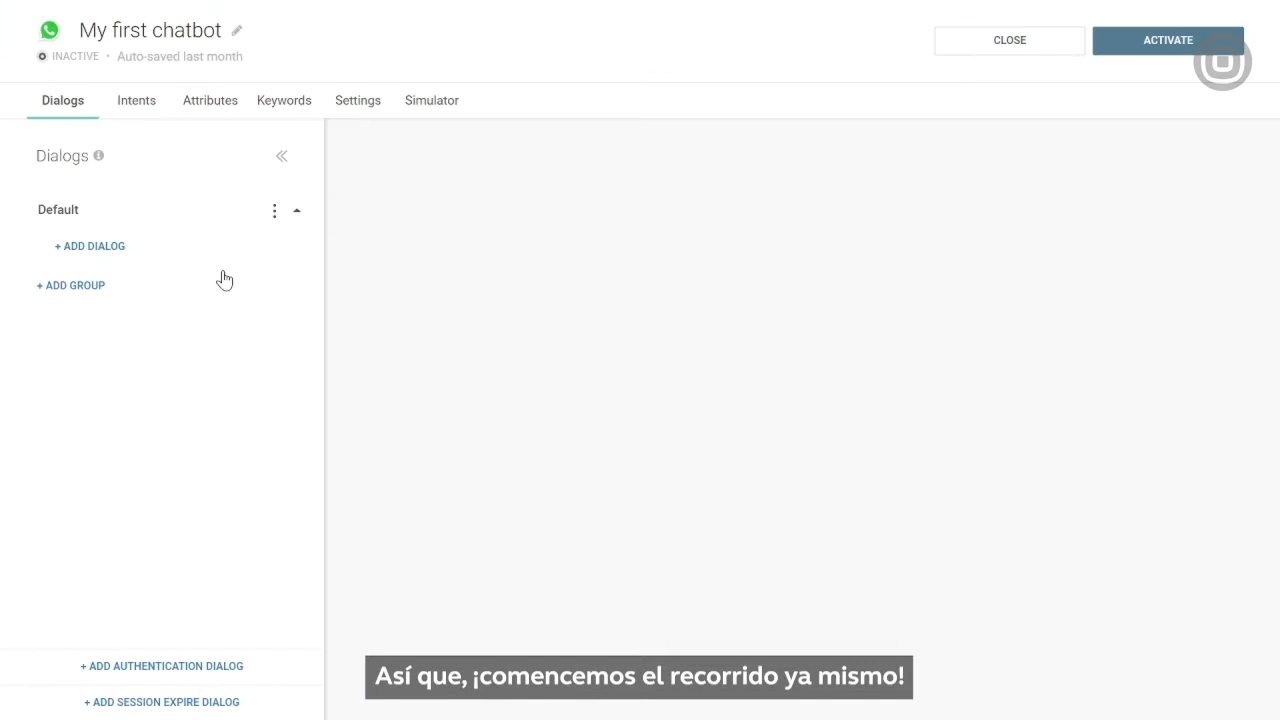 My first chatbot
INACTIVE • Auto-saved last month
CLOSE
ACTIVATE
Dialogs
Intents
Attributes
Keywords
Settings
Simulator
Dialogs
Default
+ ADD DIALOG
+ ADD GROUP
+ ADD AUTHENTICATION DIALOG
+ ADD SESSION EXPIRE DIALOG
Así que, ¡comencemos el recorrido ya mismo!